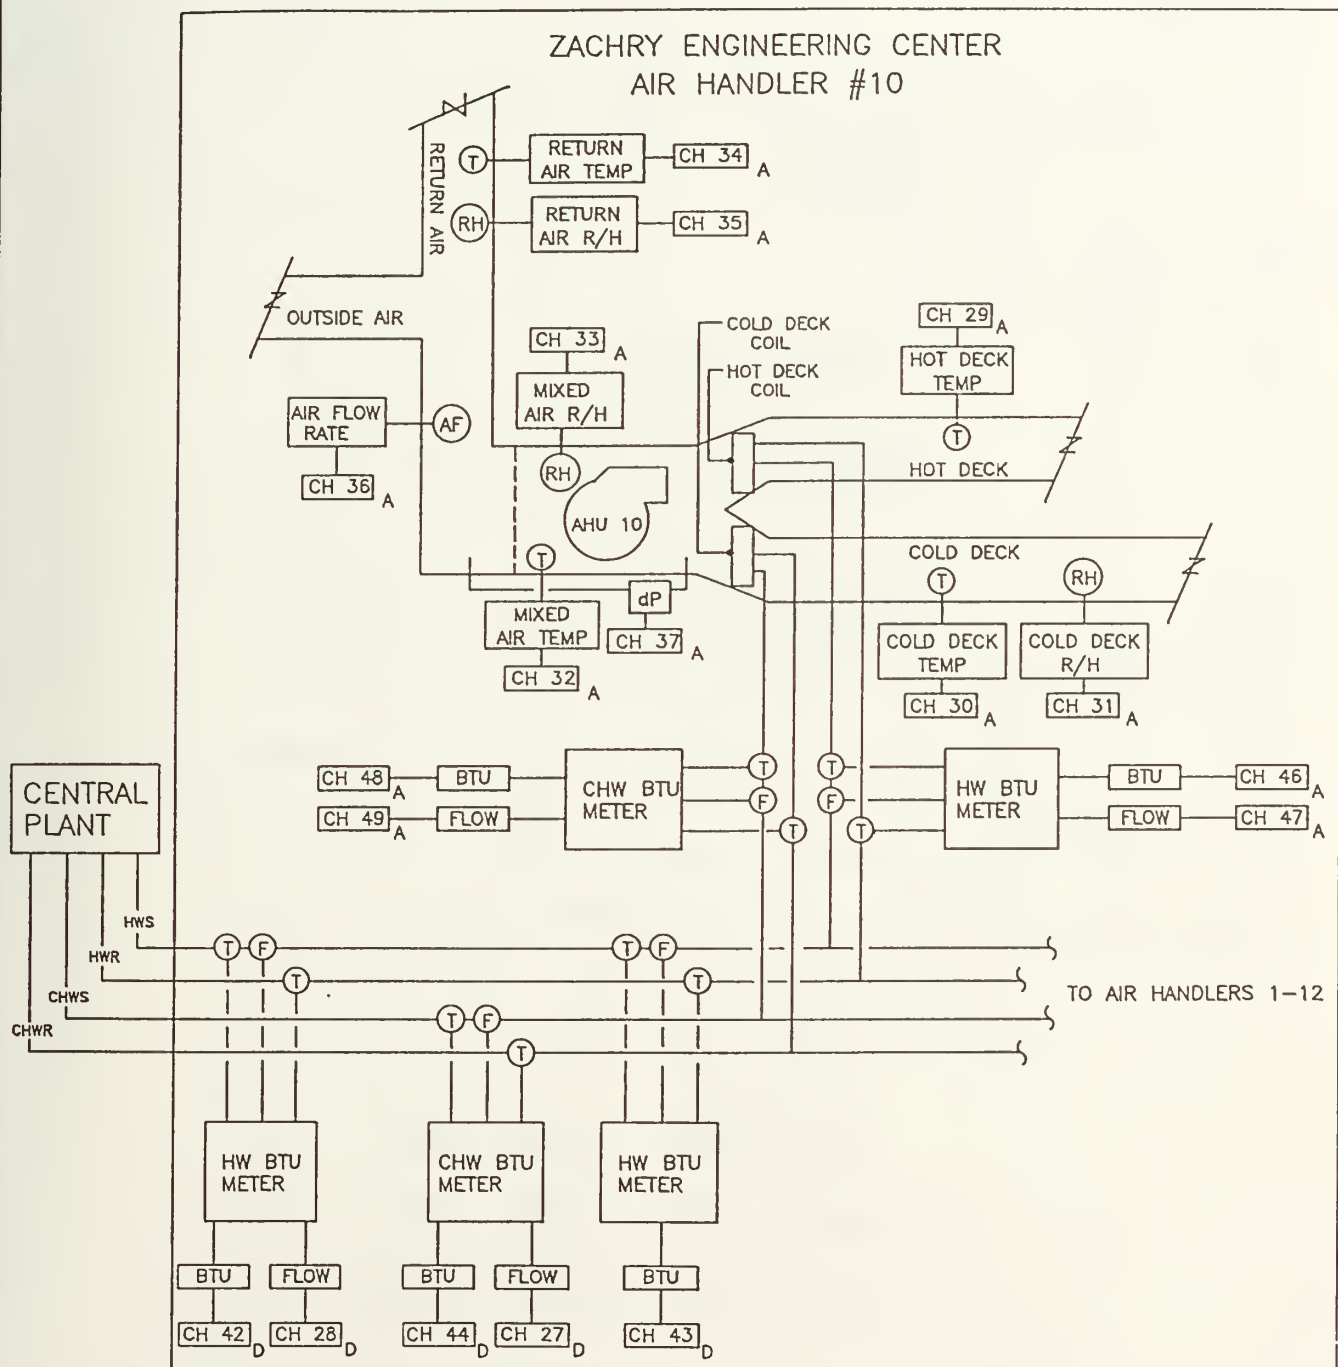 ZACHRY ENGINEERING CENTER
AIR HANDLER #10
RETURN AIR
T
RETURN
AIR TEMP
CH 34
A
RH
RETURN
AIR R/H
CH 35
A
OUTSIDE AIR
CH 33
A
MIXED
AIR R/H
RH
COLD DECK
COIL
HOT DECK
COIL
CH 29
A
HOT DECK
TEMP
T
HOT DECK
AIR FLOW
RATE
AF
CH 36
A
AHU 10
COLD DECK
T
RH
T
dP
MIXED
AIR TEMP
CH 37
A
CH 32
A
COLD DECK
TEMP
COLD DECK
R/H
CH 30
A
CH 31
A
CENTRAL
PLANT
CH 48
A
BTU
CH 49
A
FLOW
CHW BTU
METER
T
F
T
T
F
T
HW BTU
METER
BTU
CH 46
A
FLOW
CH 47
A
HWS
HWR
CHWS
CHWR
T
F
T
F
T
T
T
F
T
TO AIR HANDLERS 1-12
HW BTU
METER
CHW BTU
METER
HW BTU
METER
BTU
FLOW
BTU
FLOW
BTU
CH 42
D
CH 28
D
CH 44
D
CH 27
D
CH 43
D